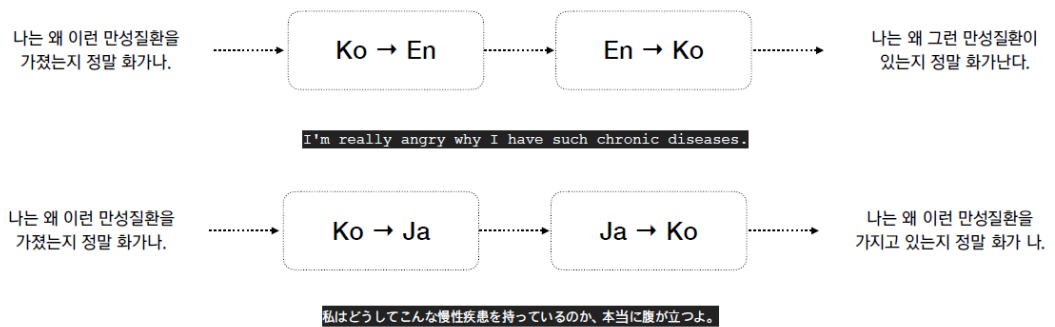 나는 왜 이런 만성질환을
가졌는지 정말 화가나.
Ko → En
En → Ko
나는 왜 그런 만성질환이
있는지 정말 화가난다.
I'm really angry why I have such chronic diseases.
나는 왜 이런 만성질환을
가졌는지 정말 화가나.
Ko → Ja
Ja → Ko
나는 왜 이런 만성질환을
가지고 있는지 정말 화가 나.
私はどうしてこんな慢性疾患を持っているのか、本当に腹が立つよ。